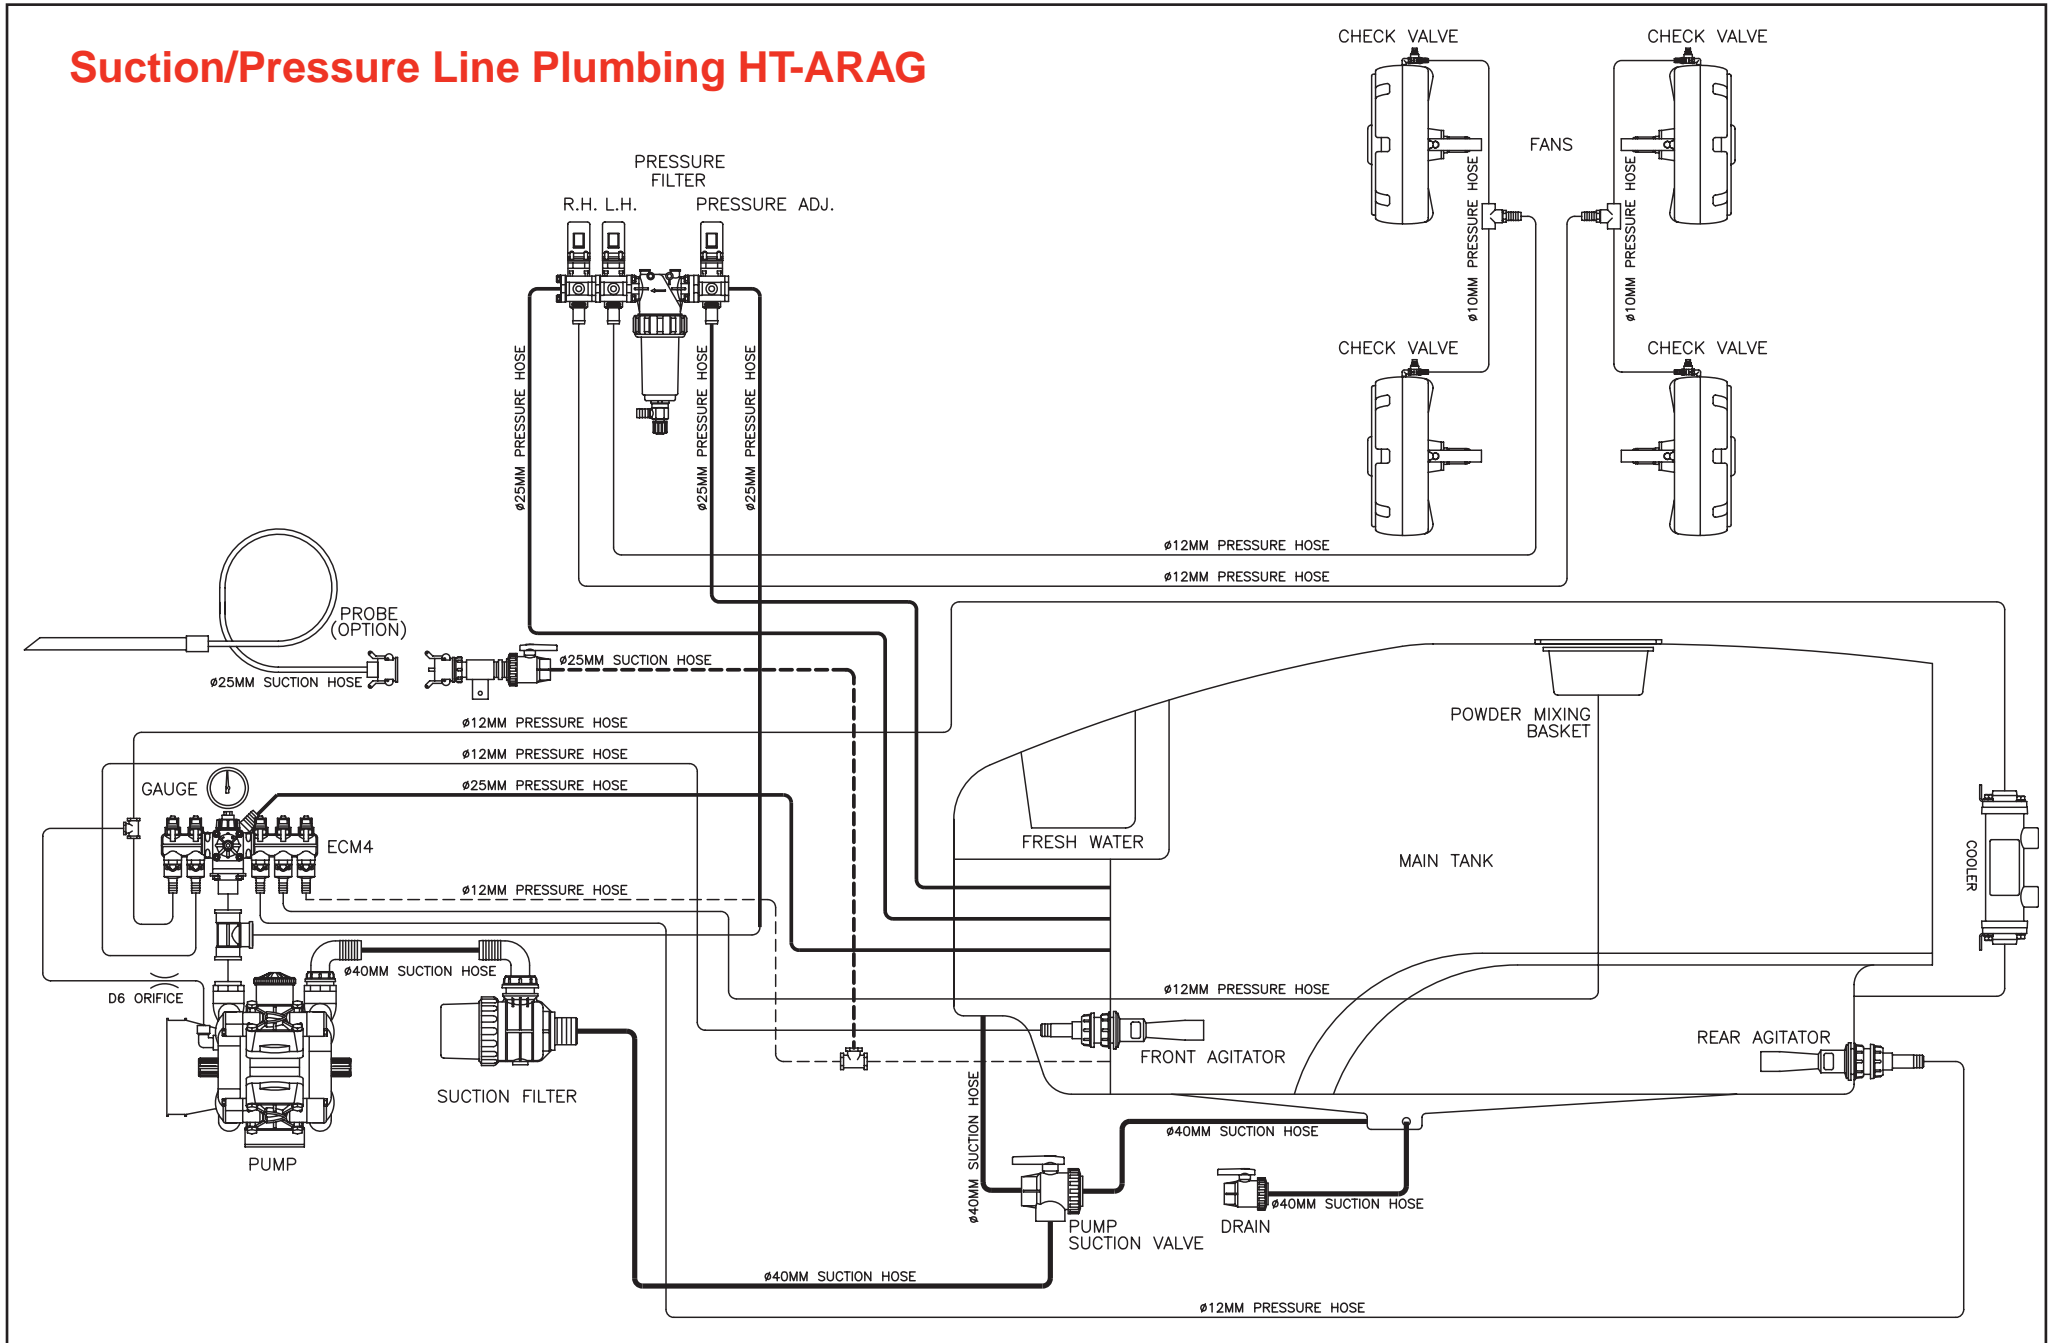 Suction/Pressure Line Plumbing HT-ARAG
CHECK VALVE
CHECK VALVE
FANS
PRESSURE
FILTER
R.H. L.H.
PRESSURE ADJ.
ø10MM PRESSURE HOSE
ø10MM PRESSURE HOSE
CHECK VALVE
CHECK VALVE
ø25MM PRESSURE HOSE
ø25MM PRESSURE HOSE
ø25MM PRESSURE HOSE
ø12MM PRESSURE HOSE
ø12MM PRESSURE HOSE
PROBE
(OPTION)
ø25MM SUCTION HOSE
ø25MM SUCTION HOSE
ø12MM PRESSURE HOSE
POWDER MIXING
BASKET
ø12MM PRESSURE HOSE
ø25MM PRESSURE HOSE
GAUGE
ECM4
FRESH WATER
MAIN TANK
COOLER
ø12MM PRESSURE HOSE
ø40MM SUCTION HOSE
D6 ORIFICE
ø12MM PRESSURE HOSE
FRONT AGITATOR
REAR AGITATOR
SUCTION FILTER
PUMP
ø40MM SUCTION HOSE
ø40MM SUCTION HOSE
PUMP
SUCTION VALVE
DRAIN
ø40MM SUCTION HOSE
ø40MM SUCTION HOSE
ø12MM PRESSURE HOSE